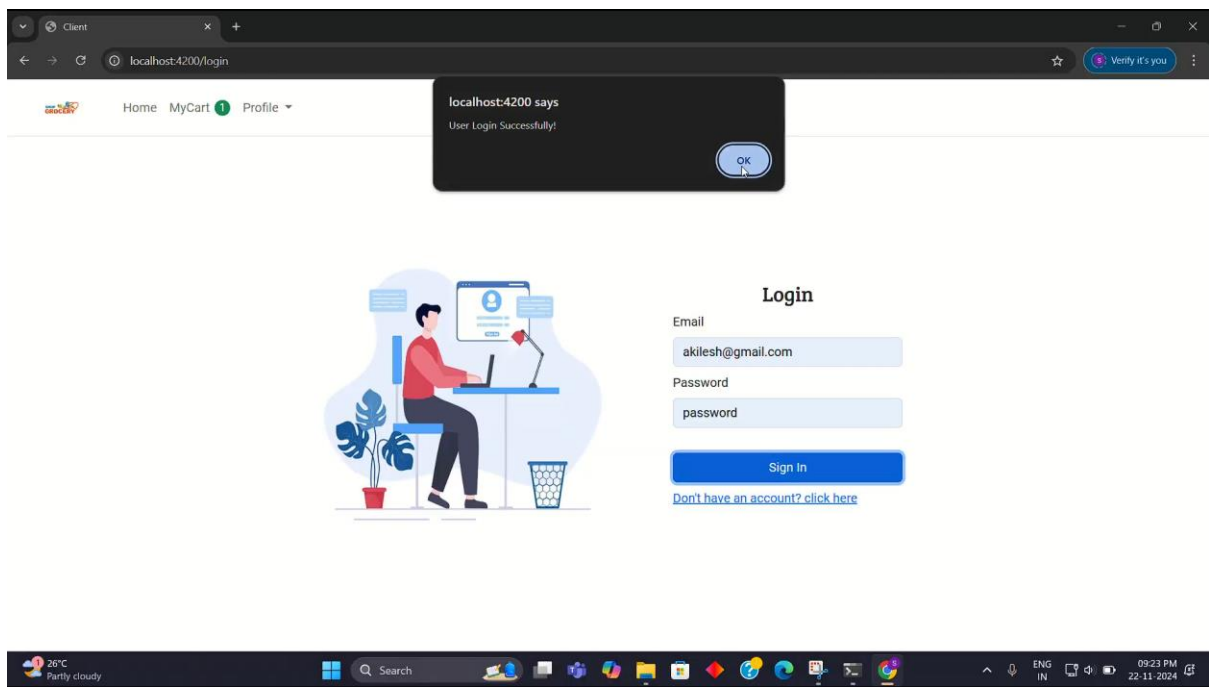 Client
localhost:4200/login
Verify it's you
GROCERY
Home MyCart 1 Profile
localhost:4200 says
User Login Successfully!
OK
Login
Email
akilesh@gmail.com
Password
password
Sign In
Don't have an account? click here
1
26°C
Partly cloudy
Search
ENG
IN
09:23 PM
22-11-2024